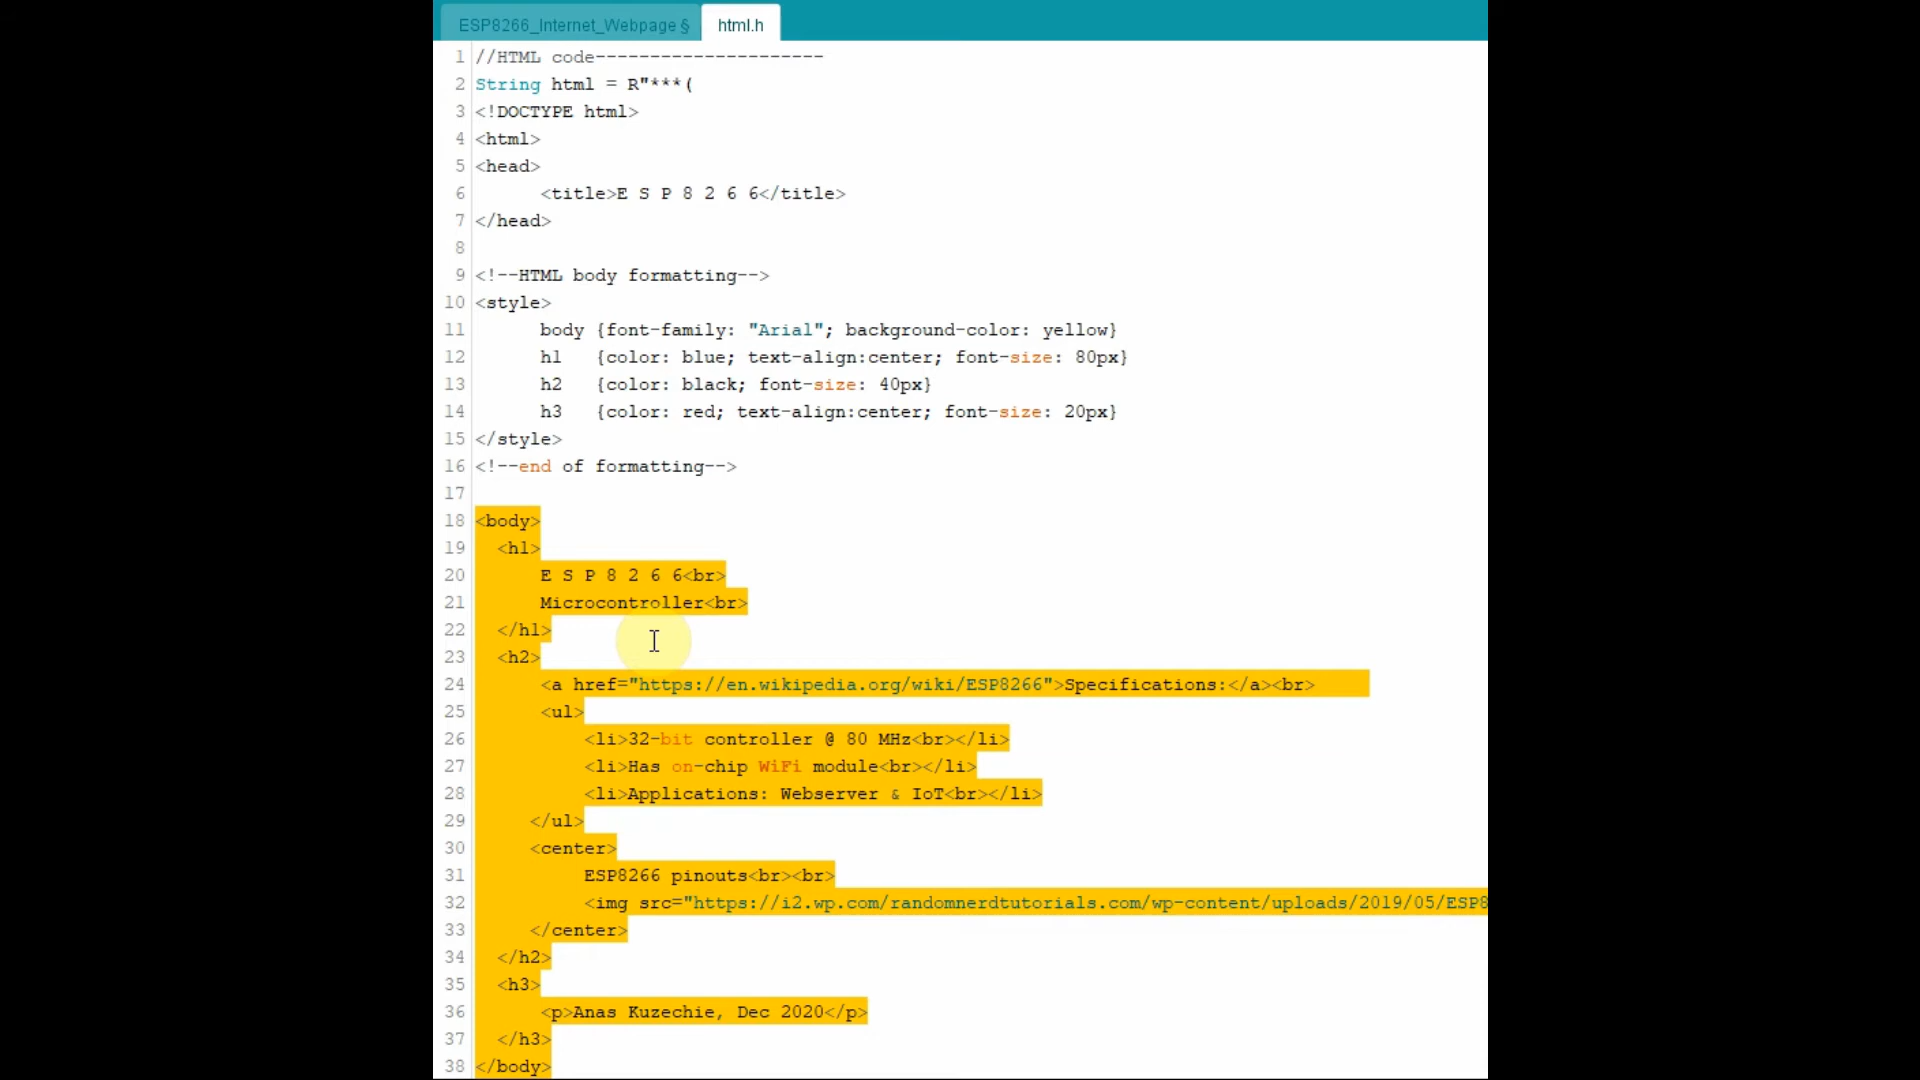 ESP8266_Internet_Webpage §
html.h
1 //HTML code---------------------
2 String html = R"***(
3 <!DOCTYPE html>
4 <html>
5 <head>
6 <title>E S P 8 2 6 6</title>
7 </head>
8
9 <!--HTML body formatting-->
10 <style>
11 body {font-family: "Arial"; background-color: yellow}
12 h1 {color: blue; text-align:center; font-size: 80px}
13 h2 {color: black; font-size: 40px}
14 h3 {color: red; text-align:center; font-size: 20px}
15 </style>
16 <!--end of formatting-->
17
18 <body>
19 <h1>
20 E S P 8 2 6 6<br>
21 Microcontroller<br>
22 </h1>
23 <h2>
24 <a href="https://en.wikipedia.org/wiki/ESP8266">Specifications:</a><br>
25 <ul>
26 <li>32-bit controller @ 80 MHz<br></li>
27 <li>Has on-chip WiFi module<br></li>
28 <li>Applications: Webserver & IoT<br></li>
29 </ul>
30 <center>
31 ESP8266 pinouts<br><br>
32 <img src="https://i2.wp.com/randomnerdtutorials.com/wp-content/uploads/2019/05/ESP8
33 </center>
34 </h2>
35 <h3>
36 <p>Anas Kuzechie, Dec 2020</p>
37 </h3>
38 </body>